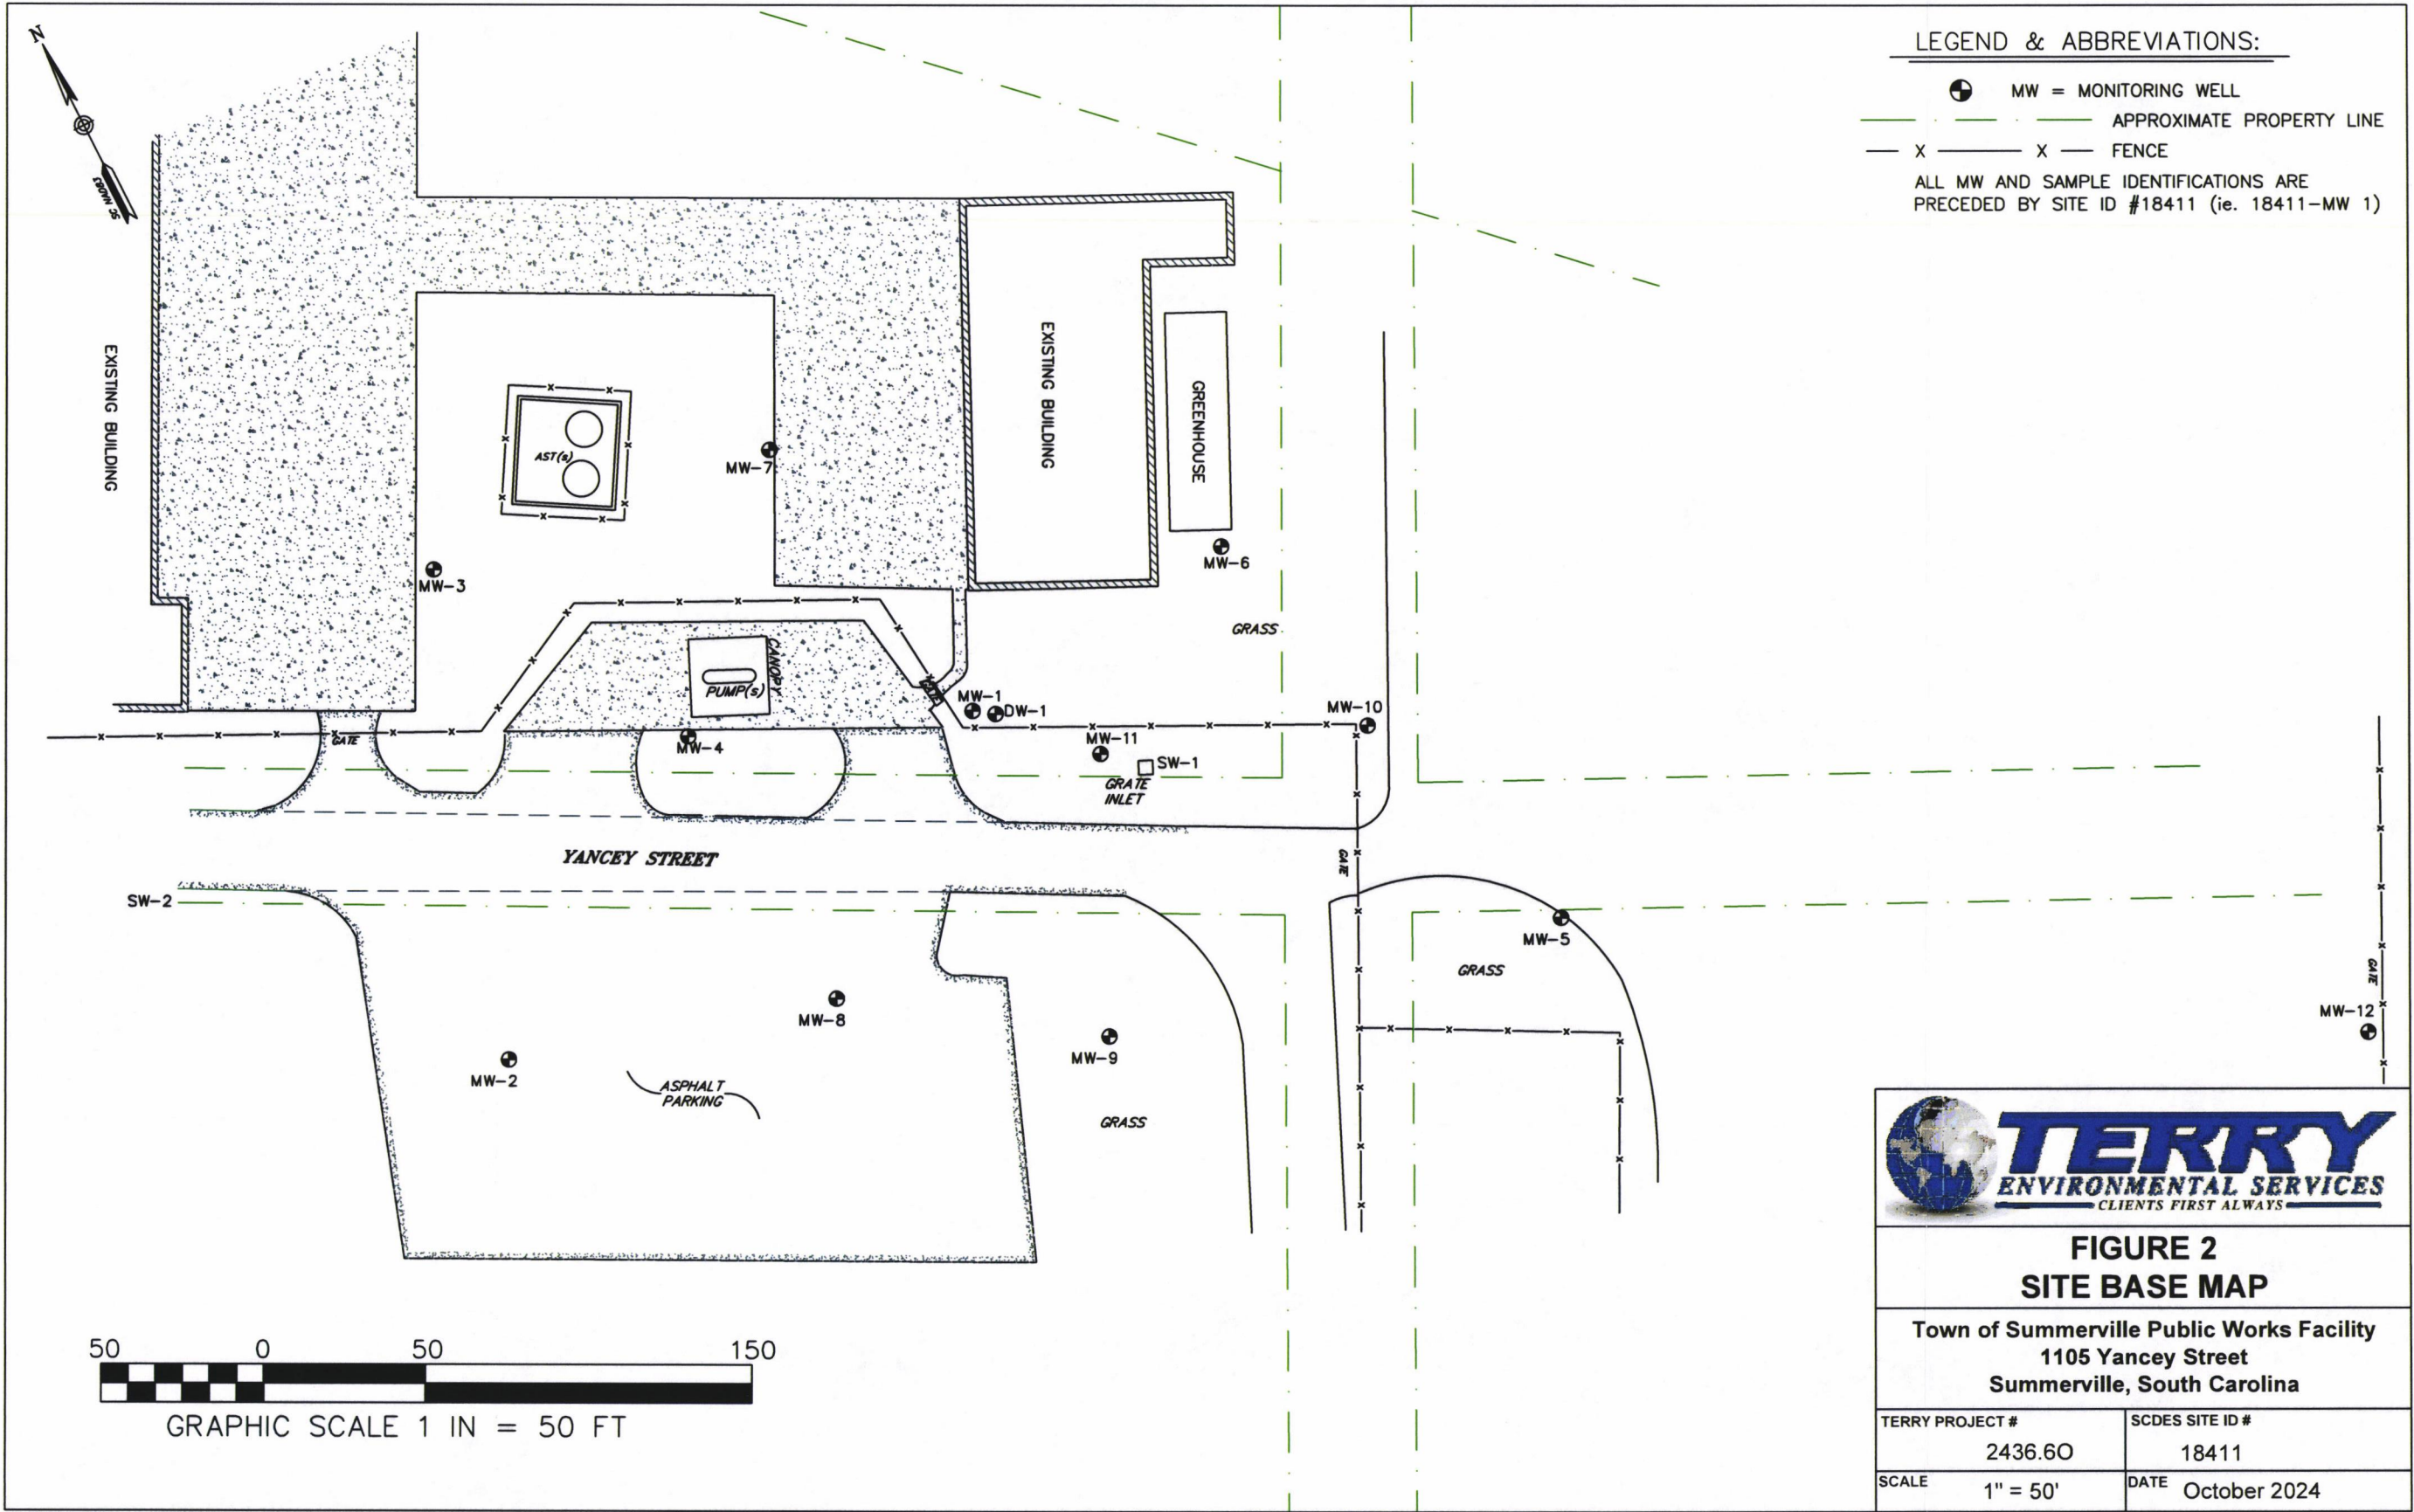 N
SC NAD83
LEGEND & ABBREVIATIONS:
MW = MONITORING WELL
APPROXIMATE PROPERTY LINE
X X FENCE
ALL MW AND SAMPLE IDENTIFICATIONS ARE
PRECEDED BY SITE ID #18411 (ie. 18411-MW 1)
EXISTING BUILDING
AST(s)
MW-7
MW-3
EXISTING BUILDING
GREENHOUSE
MW-6
GRASS
CANOPY
PUMP(s)
GATE
MW-1
DW-1
MW-10
GATE
MW-4
MW-11
SW-1
GRATE
INLET
YANCEY STREET
GATE
SW-2
MW-5
GRASS
GATE
MW-12
MW-8
MW-9
MW-2
ASPHALT
PARKING
GRASS
50 0 50 150
GRAPHIC SCALE 1 IN = 50 FT
TERRY
ENVIRONMENTAL SERVICES
CLIENTS FIRST ALWAYS
FIGURE 2
SITE BASE MAP
Town of Summerville Public Works Facility
1105 Yancey Street
Summerville, South Carolina
TERRY PROJECT #
2436.6O
SCDES SITE ID #
18411
SCALE
1" = 50'
DATE October 2024